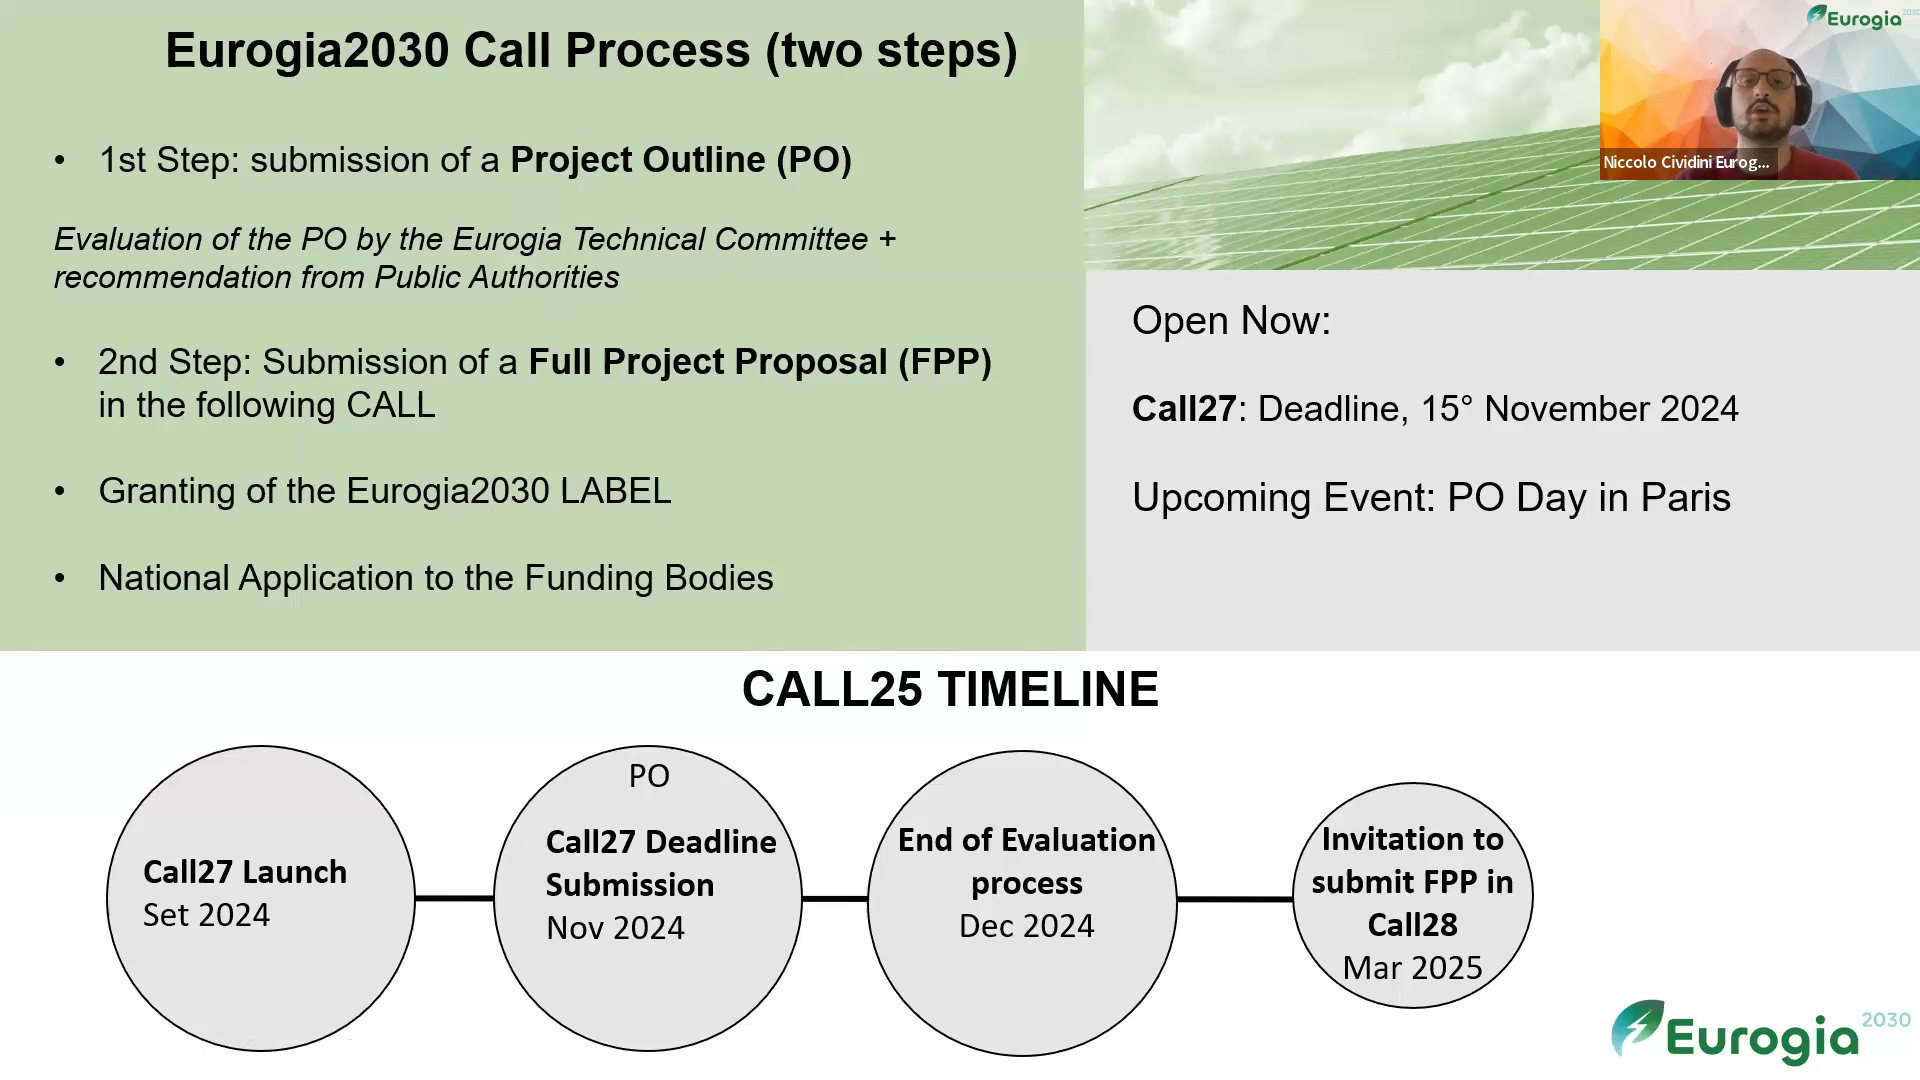 Eurogia2030 Call Process (two steps)
• 1st Step: submission of a Project Outline (PO)
Evaluation of the PO by the Eurogia Technical Committee +
recommendation from Public Authorities
• 2nd Step: Submission of a Full Project Proposal (FPP)
in the following CALL
• Granting of the Eurogia2030 LABEL
• National Application to the Funding Bodies
Eurogia 2030
Niccolo Cividini Eurog...
Open Now:
Call27: Deadline, 15° November 2024
Upcoming Event: PO Day in Paris
CALL25 TIMELINE
Call27 Launch
Set 2024
PO
Call27 Deadline
Submission
Nov 2024
End of Evaluation
process
Dec 2024
Invitation to
submit FPP in
Call28
Mar 2025
Eurogia 2030